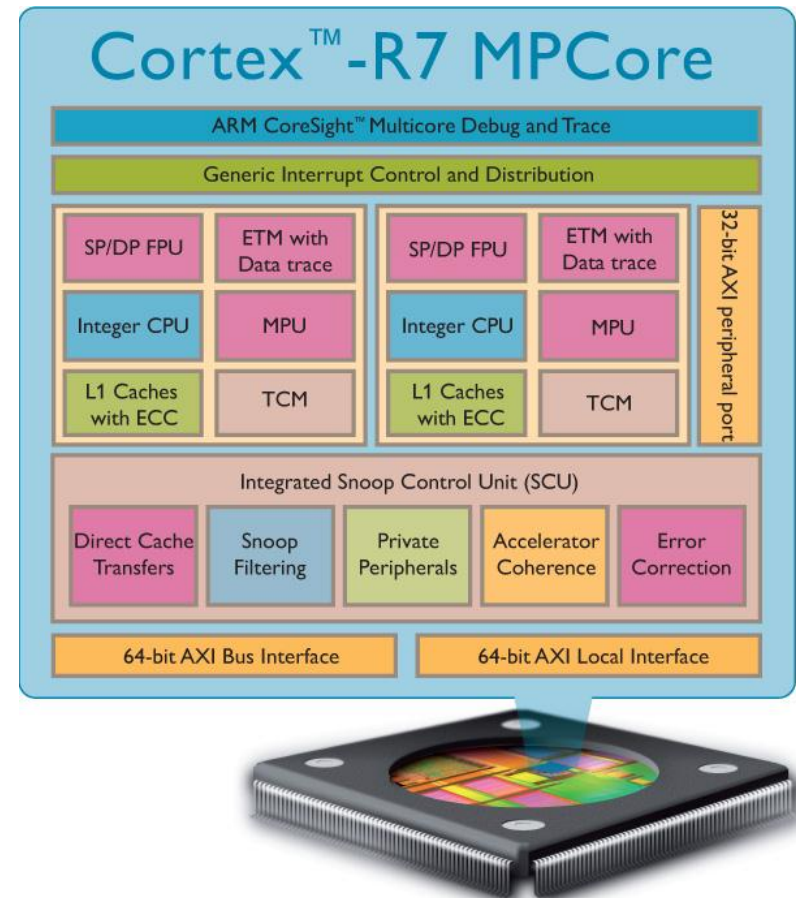 Cortex™-R7 MPCore
ARM CoreSight™ Multicore Debug and Trace
Generic Interrupt Control and Distribution
SP/DP FPU
ETM with
Data trace
Integer CPU
MPU
L1 Caches
with ECC
TCM
SP/DP FPU
ETM with
Data trace
Integer CPU
MPU
L1 Caches
with ECC
TCM
32-bit AXI peripheral port
Integrated Snoop Control Unit (SCU)
Direct Cache
Transfers
Snoop
Filtering
Private
Peripherals
Accelerator
Coherence
Error
Correction
64-bit AXI Bus Interface
64-bit AXI Local Interface